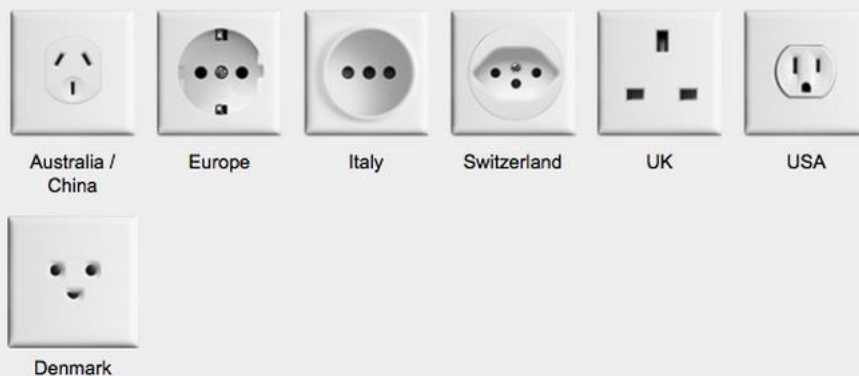 Australia /
China
Europe
Italy
Switzerland
UK
USA
Denmark